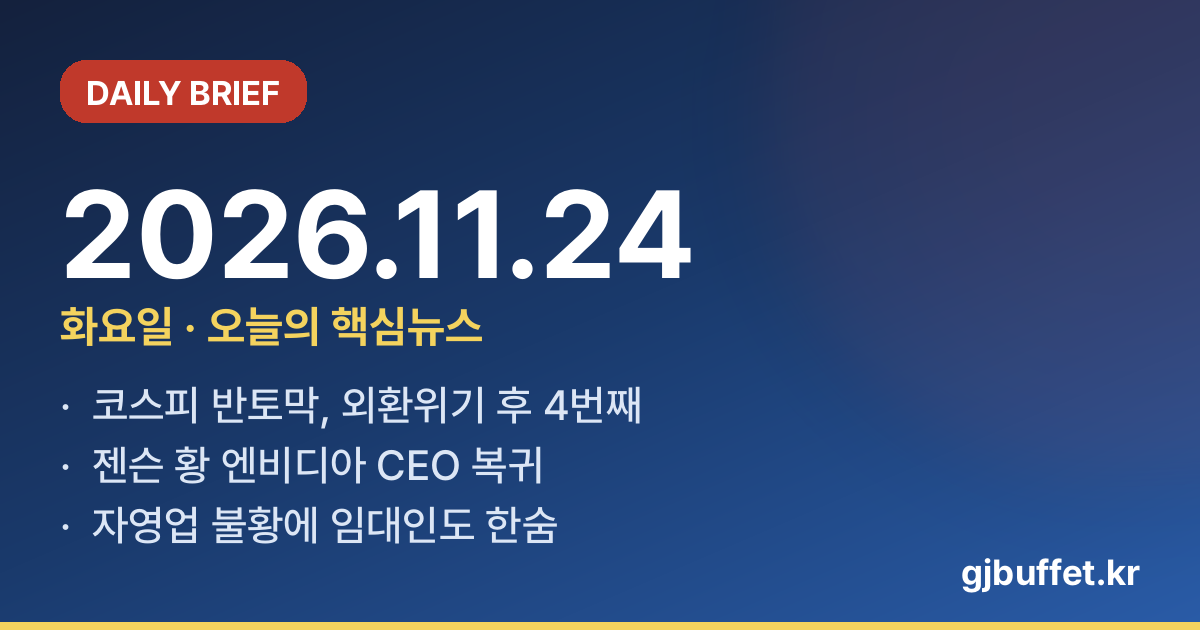 DAILY BRIEF
2026.11.24
화요일 · 오늘의 핵심뉴스
· 코스피 반토막, 외환위기 후 4번째
· 젠슨 황 엔비디아 CEO 복귀
· 자영업 불황에 임대인도 한숨
gjbuffet.kr